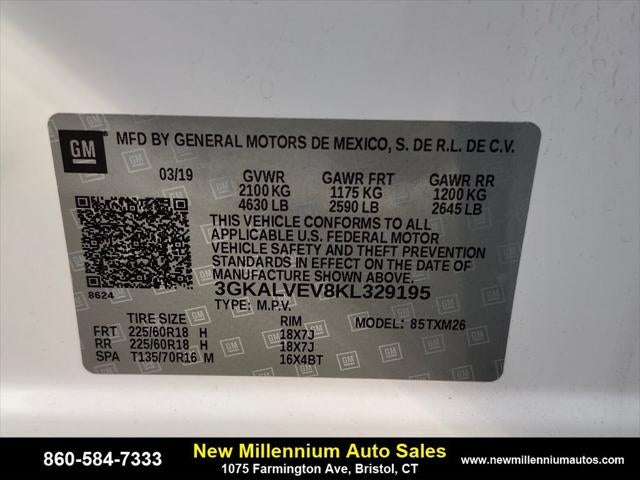 GM MFD BY GENERAL MOTORS DE MEXICO, S. DE R.L. DE C.V.
03/19 GVWR GAWR FRT GAWR RR
2100 KG 1175 KG 1200 KG
4630 LB 2590 LB 2645 LB
THIS VEHICLE CONFORMS TO ALL
APPLICABLE U.S. FEDERAL MOTOR
VEHICLE SAFETY AND THEFT PREVENTION
STANDARDS IN EFFECT ON THE DATE OF
MANUFACTURE SHOWN ABOVE.
8624 3GKALVEV8KL329195
TYPE: M.P.V.
TIRE SIZE RIM MODEL: 85TXM26
FRT 225/60R18 H 18X7J
RR 225/60R18 H 18X7J
SPA T135/70R16 M 16X4BT
860-584-7333 New Millennium Auto Sales www.newmillenniumautos.com
1075 Farmington Ave, Bristol, CT